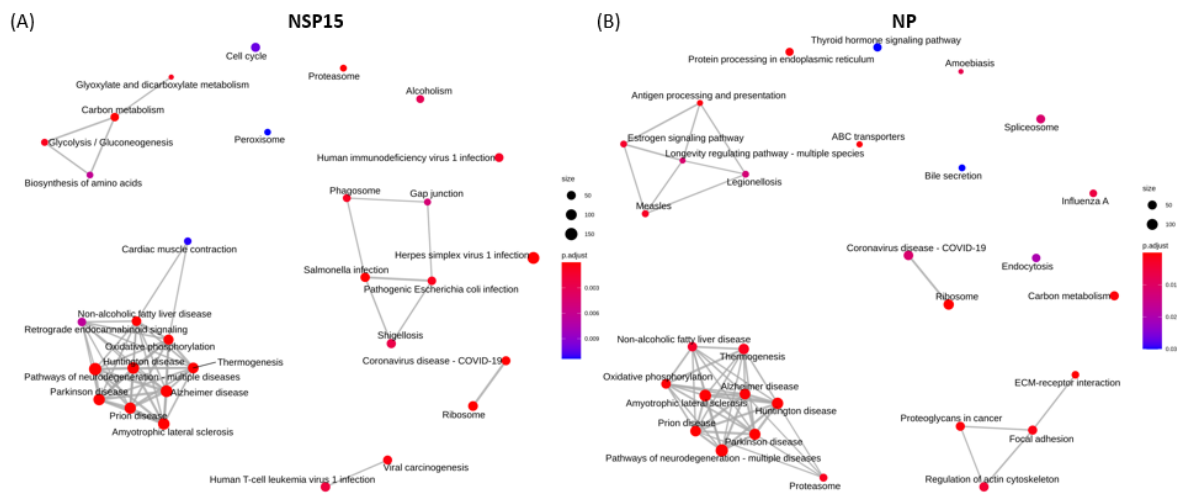 (A)
NSP15
Cell cycle
Proteasome
Glyoxylate and dicarboxylate metabolism
Alcoholism
Carbon metabolism
Peroxisome
Glycolysis / Gluconeogenesis
Human immunodeficiency virus 1 infection
Biosynthesis of amino acids
Phagosome
Gap junction
Cardiac muscle contraction
Herpes simplex virus 1 infection
Salmonella infection
Pathogenic Escherichia coli infection
Non-alcoholic fatty liver disease
Retrograde endocannabinoid signaling
Oxidative phosphorylation
Shigellosis
Huntington disease
Thermogenesis
Coronavirus disease - COVID-19
Pathways of neurodegeneration - multiple diseases
Parkinson disease
Alzheimer disease
Prion disease
Ribosome
Amyotrophic lateral sclerosis
Viral carcinogenesis
Human T-cell leukemia virus 1 infection
size
50
100
150
p.adjust
0.003
0.006
0.009
(B)
NP
Thyroid hormone signaling pathway
Protein processing in endoplasmic reticulum
Amoebiasis
Antigen processing and presentation
Spliceosome
Estrogen signaling pathway
ABC transporters
Longevity regulating pathway - multiple species
Bile secretion
Legionellosis
Measles
Influenza A
Coronavirus disease - COVID-19
Endocytosis
Ribosome
Carbon metabolism
Non-alcoholic fatty liver disease
Thermogenesis
Oxidative phosphorylation
Alzheimer disease
ECM-receptor interaction
Amyotrophic lateral sclerosis
Huntington disease
Prion disease
Proteoglycans in cancer
Parkinson disease
Focal adhesion
Pathways of neurodegeneration - multiple diseases
Proteasome
Regulation of actin cytoskeleton
size
50
100
p.adjust
0.01
0.02
0.03